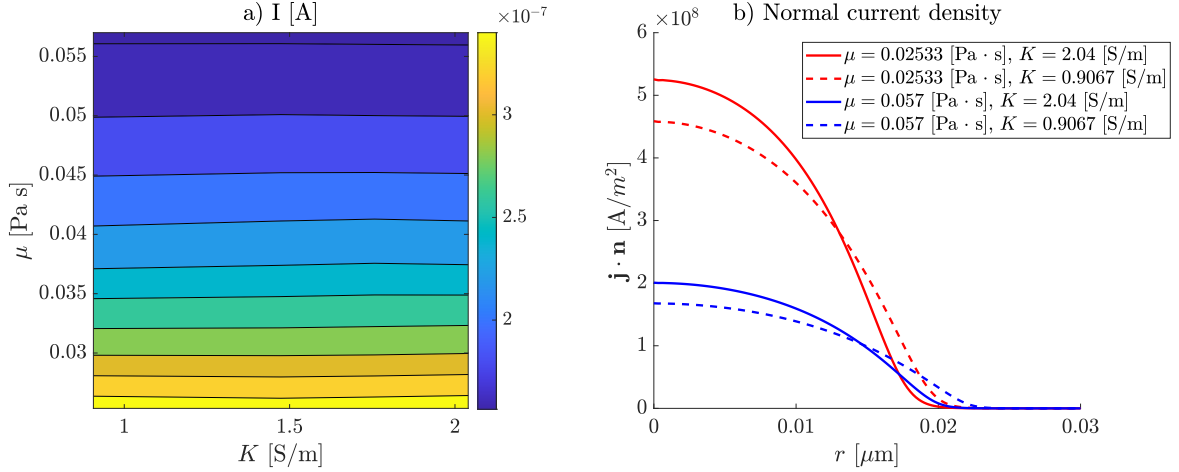 a) I [A]
×10⁻⁷
0.055
0.05
0.045
0.04
0.035
0.03
μ [Pa s]
1
1.5
2
K [S/m]
3
2.5
2
b) Normal current density
×10⁸
6
5
4
3
2
1
0
j · n [A/m²]
0
0.01
0.02
0.03
r [μm]
μ = 0.02533 [Pa · s], K = 2.04 [S/m]
μ = 0.02533 [Pa · s], K = 0.9067 [S/m]
μ = 0.057 [Pa · s], K = 2.04 [S/m]
μ = 0.057 [Pa · s], K = 0.9067 [S/m]